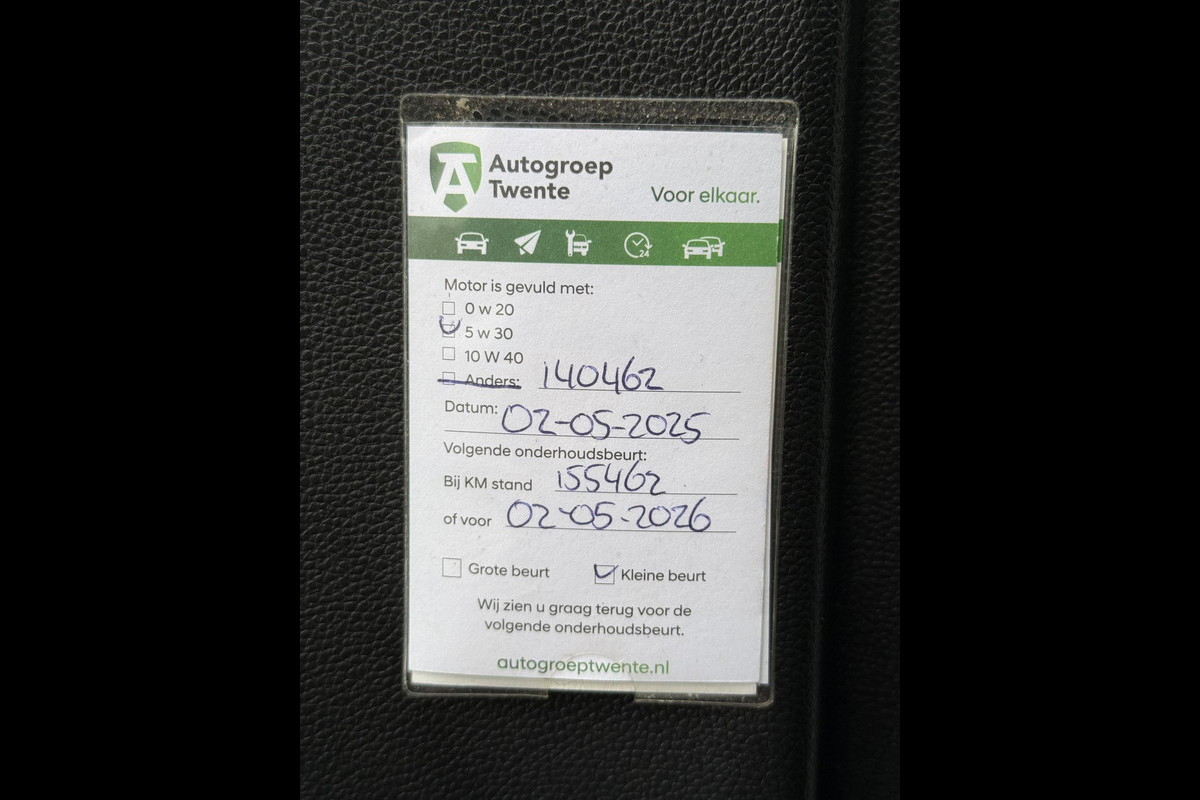 Autogroep
Twente
Voor elkaar.
24
Motor is gevuld met:
0 w 20
5 w 30
10 W 40
Anders: 140462
Datum: 02-05-2025
Volgende onderhoudsbeurt:
Bij KM stand 155462
of voor 02-05-2026
Grote beurt Kleine beurt
Wij zien u graag terug voor de
volgende onderhoudsbeurt.
autogroeptwente.nl